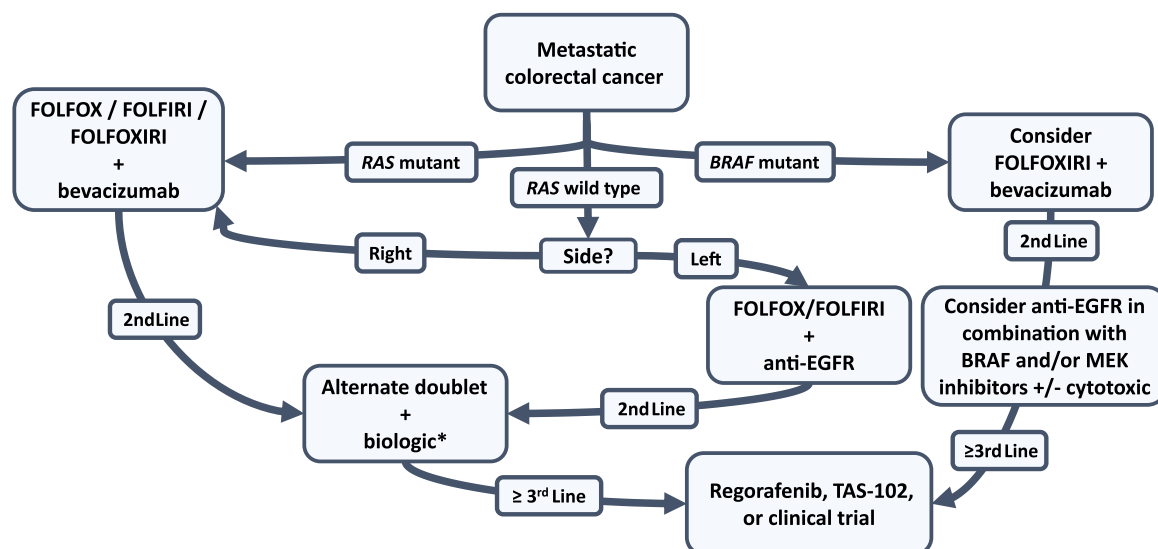 Metastatic
colorectal cancer
FOLFOX / FOLFIRI /
FOLFOXIRI
+
bevacizumab
RAS mutant
RAS wild type
BRAF mutant
Consider
FOLFOXIRI +
bevacizumab
Right
Side?
Left
2nd Line
2nd Line
FOLFOX/FOLFIRI
+
anti-EGFR
Consider anti-EGFR in
combination with
BRAF and/or MEK
inhibitors +/- cytotoxic
Alternate doublet
+
biologic*
2nd Line
≥3rd Line
≥ 3rd Line
Regorafenib, TAS-102,
or clinical trial